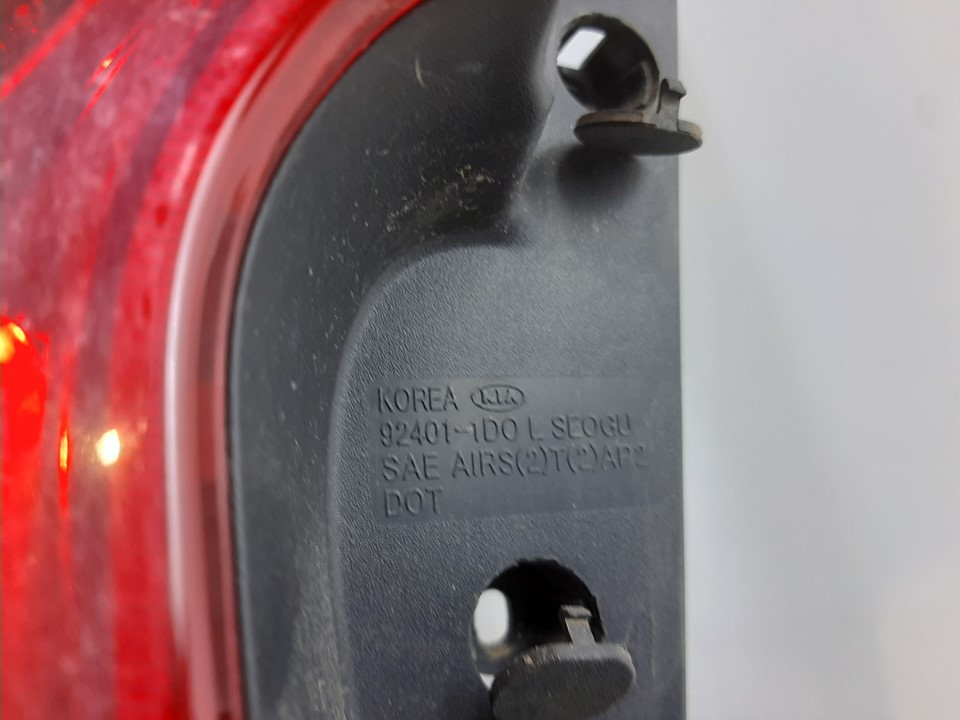 KOREA KIA
92401-1D0 L SEOGU
SAE AIRS(2)T(2)AP2
DOT